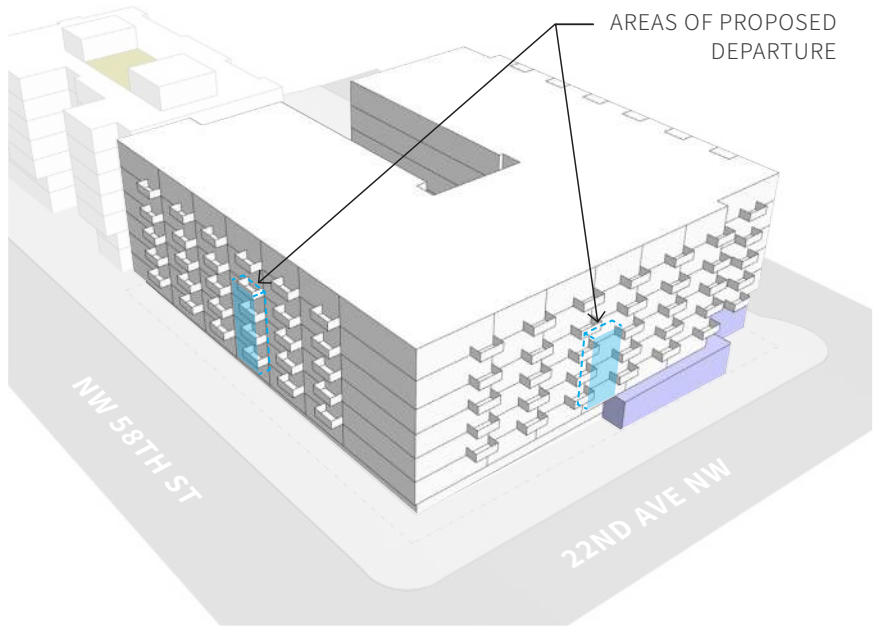 AREAS OF PROPOSED
DEPARTURE
NW 58TH ST
22ND AVE NW